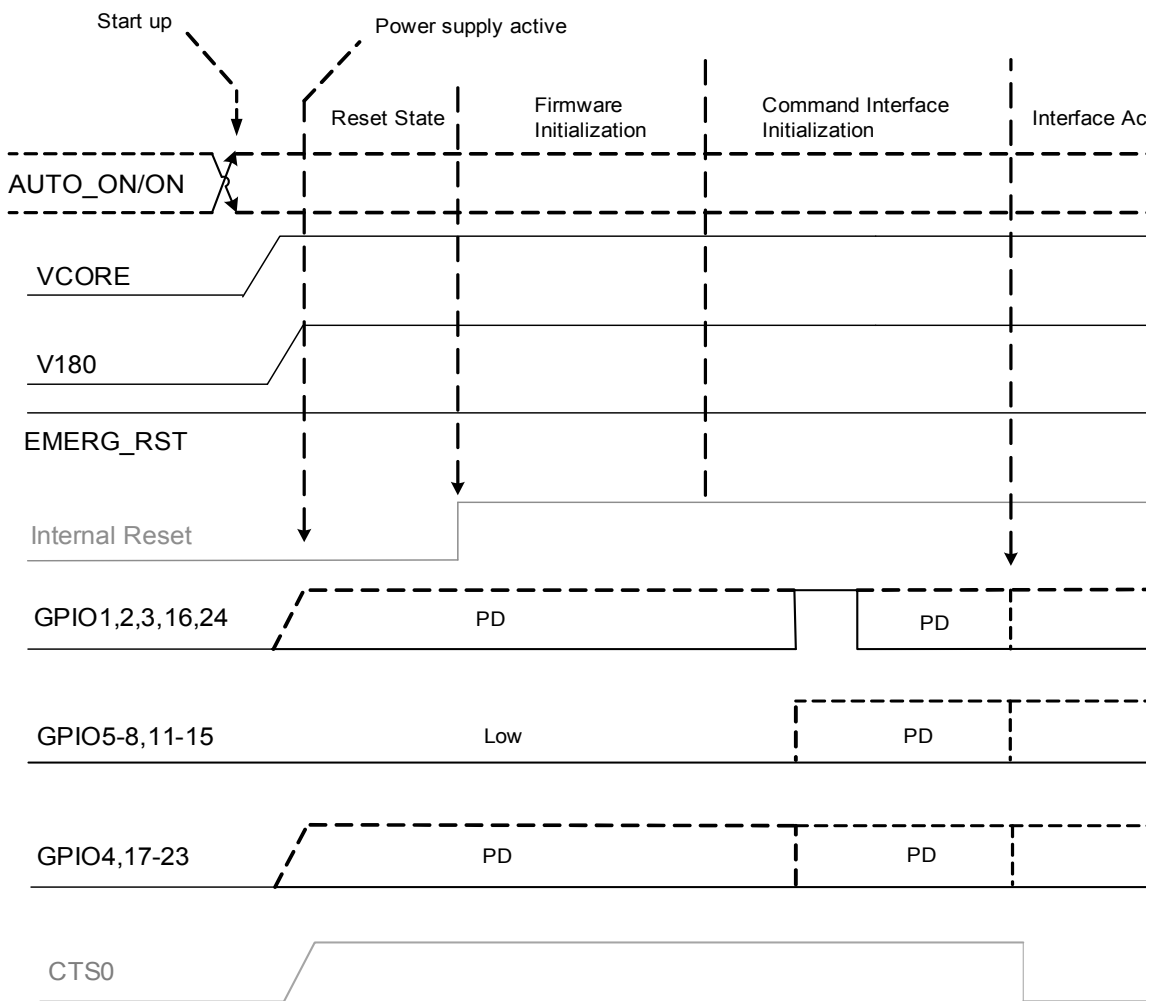 Start up
Power supply active
Reset State
Firmware
Initialization
Command Interface
Initialization
Interface Ac
AUTO_ON/ON
VCORE
V180
EMERG_RST
Internal Reset
GPIO1,2,3,16,24
PD
PD
GPIO5-8,11-15
Low
PD
GPIO4,17-23
PD
PD
CTS0